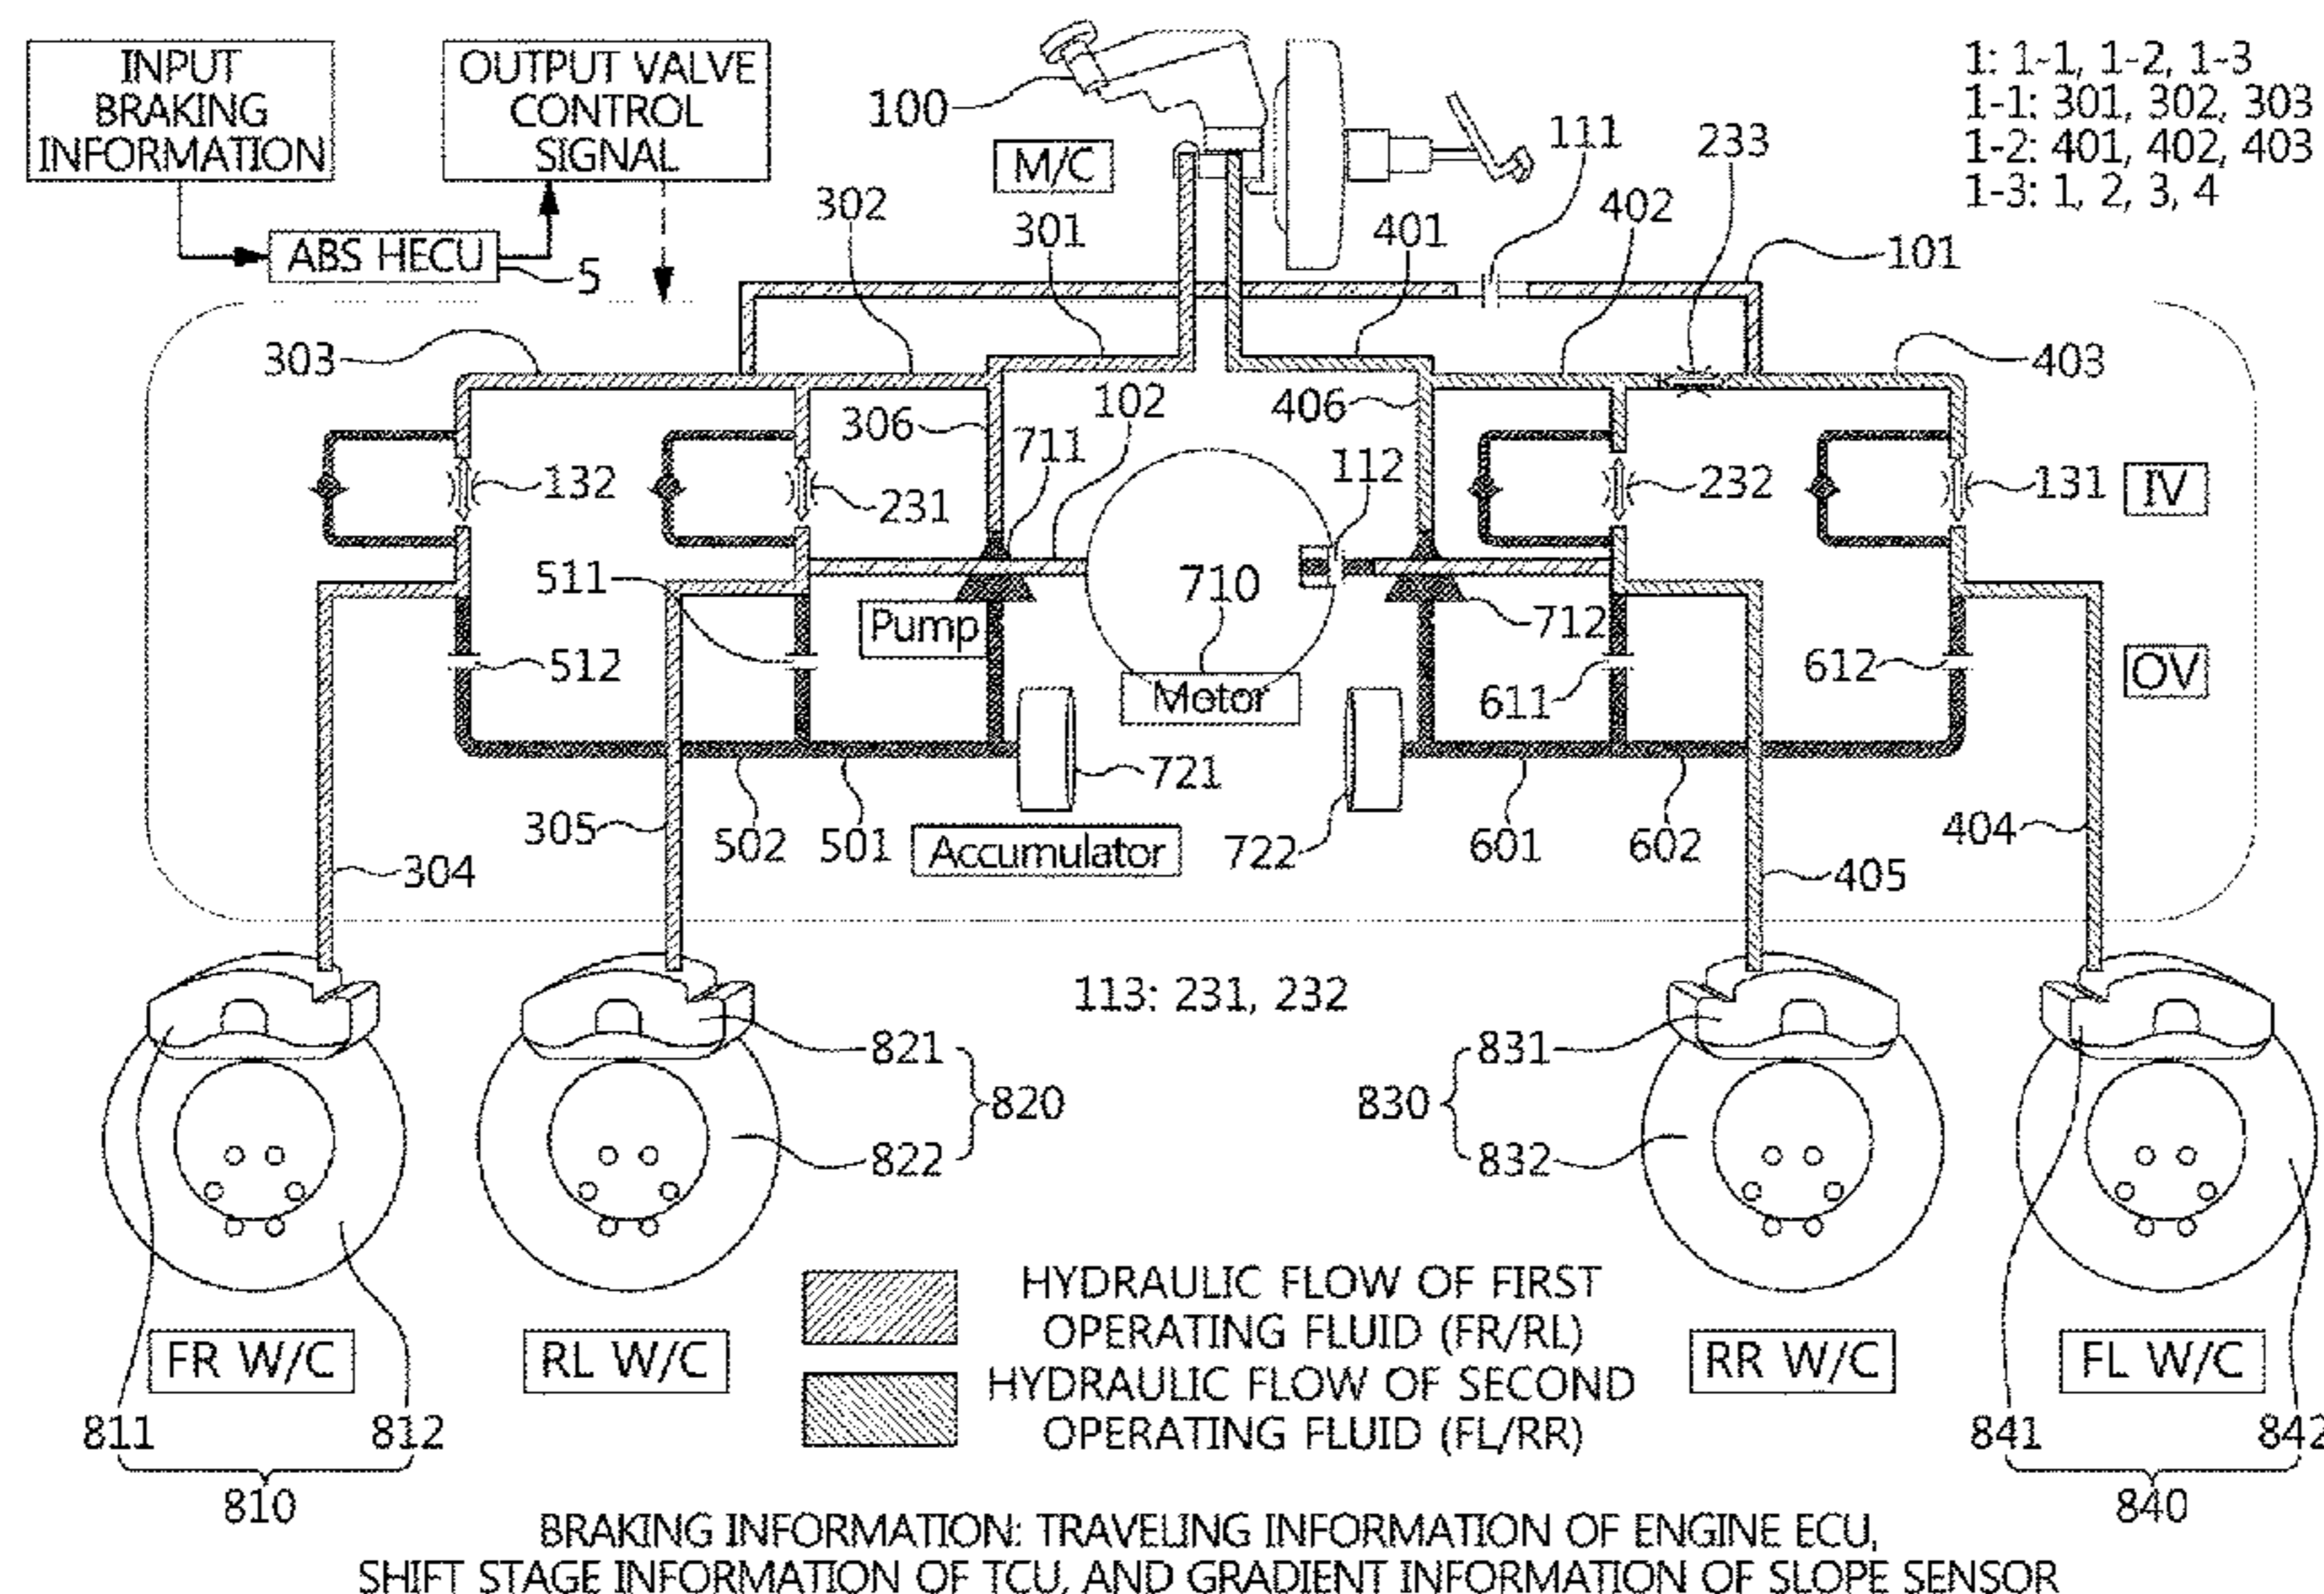 INPUT
BRAKING
INFORMATION
OUTPUT VALVE
CONTROL
SIGNAL
ABS HECU
5
100
M/C
111
233
1: 1-1, 1-2, 1-3
1-1: 301, 302, 303
1-2: 401, 402, 403
1-3: 1, 2, 3, 4
302
301
401
402
101
303
306
102
406
403
711
112
132
231
232
131
IV
511
710
Pump
712
512
Motor
611
612
OV
721
305
502
501
Accumulator
722
601
602
404
304
405
113: 231, 232
821
820
822
831
830
832
HYDRAULIC FLOW OF FIRST
OPERATING FLUID (FR/RL)
HYDRAULIC FLOW OF SECOND
OPERATING FLUID (FL/RR)
FR W/C
RL W/C
RR W/C
FL W/C
811
812
810
841
842
840
BRAKING INFORMATION: TRAVELING INFORMATION OF ENGINE ECU,
SHIFT STAGE INFORMATION OF TCU, AND GRADIENT INFORMATION OF SLOPE SENSOR